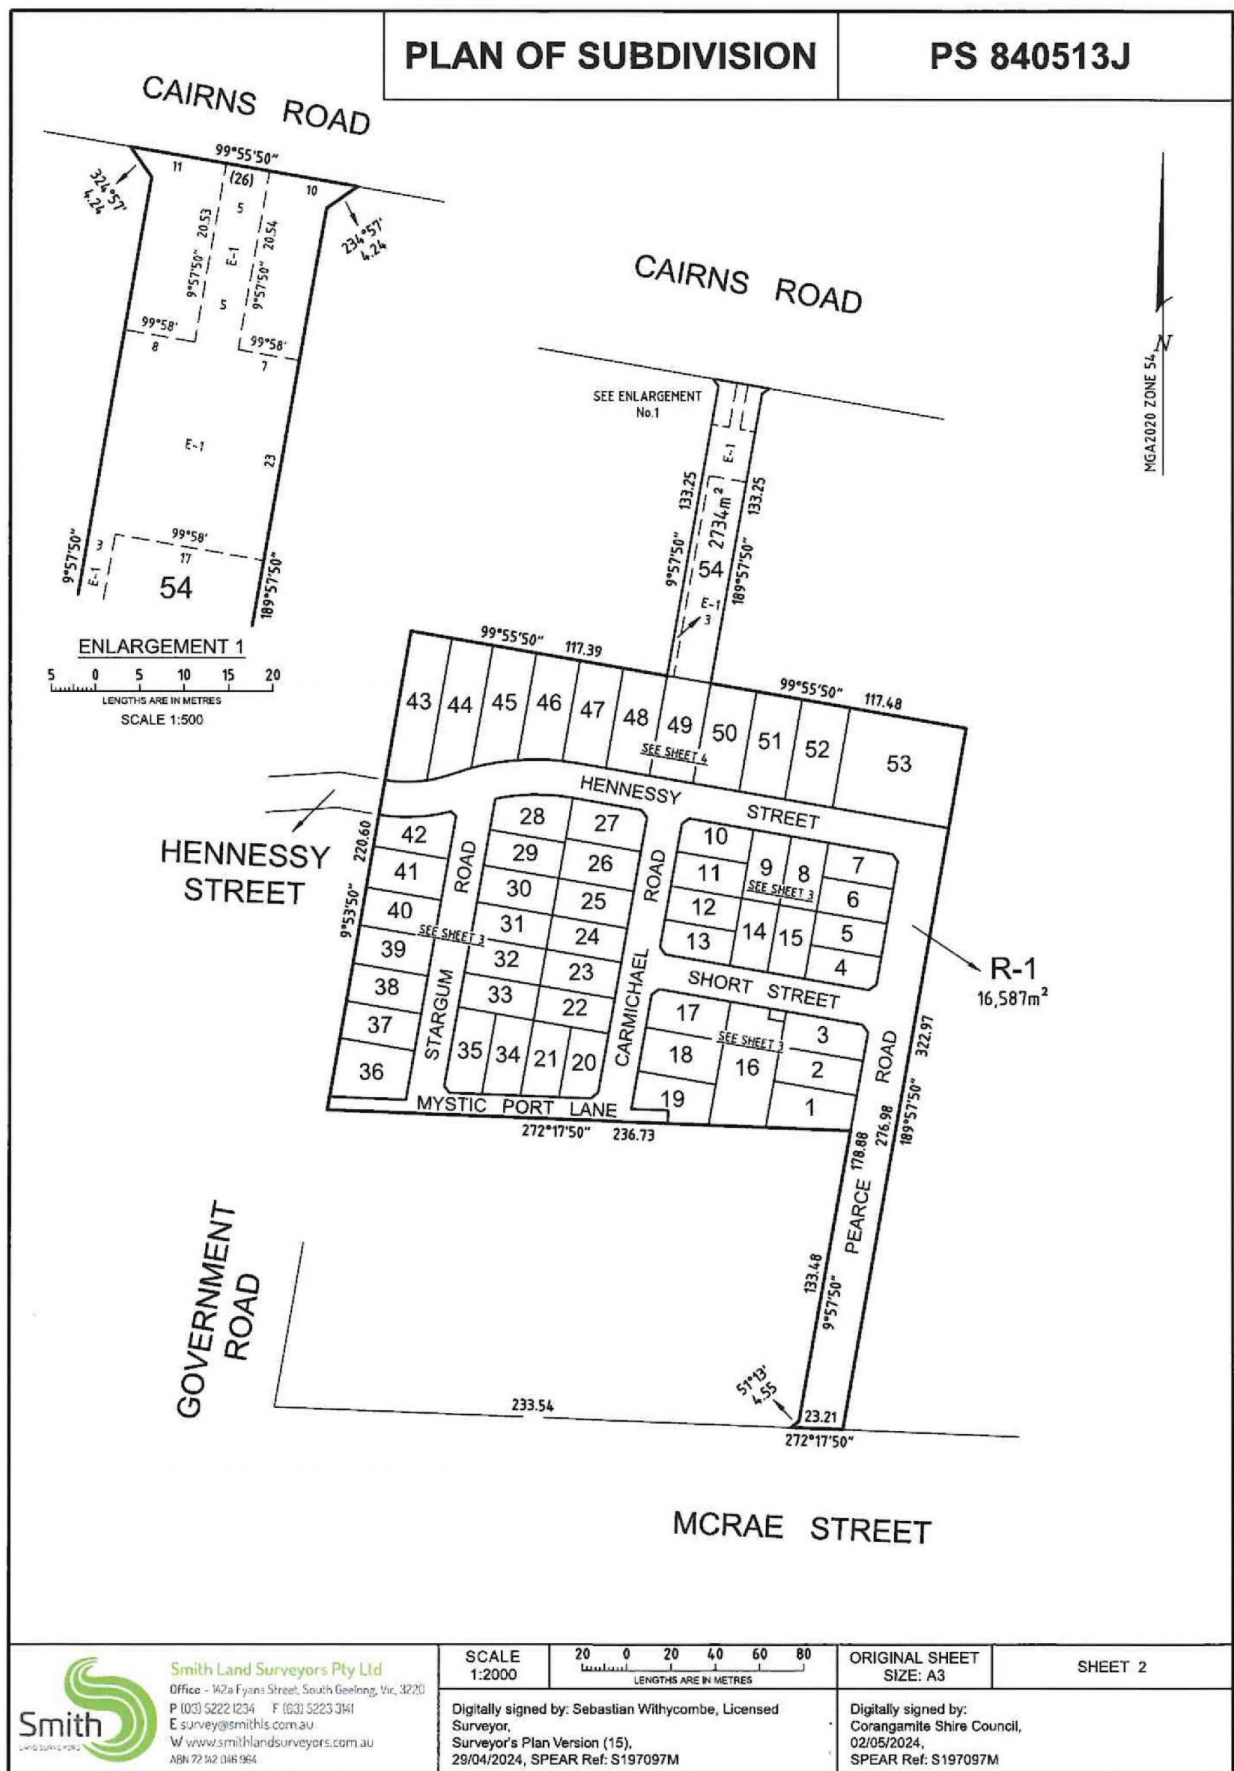 PLAN OF SUBDIVISION
PS 840513J
CAIRNS ROAD
99°55'50"
11
(26)
10
324°57'
4.24
234°57'
4.24
5
E-1
5
9°57'50" 20.53
9°57'50" 20.54
99°58'
8
99°58'
7
E-1
23
99°58'
17
3
E-1
54
9°57'50"
189°57'50"
ENLARGEMENT 1
5 0 5 10 15 20
LENGTHS ARE IN METRES
SCALE 1:500
CAIRNS ROAD
SEE ENLARGEMENT
No.1
MGA2020 ZONE 54
N
E-1
133.25
133.25
2734m²
9°57'50"
54
189°57'50"
E-1
3
99°55'50" 117.39
99°55'50" 117.48
43
44
45
46
47
48
49
50
51
52
53
SEE SHEET 4
HENNESSY STREET
HENNESSY
STREET
220.60
9°53'50"
42
41
40
39
38
37
36
SEE SHEET 3
STARGUM ROAD
28
29
30
31
32
33
35
34
21
20
27
26
25
24
23
22
CARMICHAEL ROAD
10
11
12
13
9
8
SEE SHEET 3
14
15
7
6
5
4
SHORT STREET
17
18
19
SEE SHEET 3
16
3
2
1
R-1
16,587m²
MYSTIC PORT LANE
272°17'50" 236.73
PEARCE ROAD
178.88
276.98
322.97
189°57'50"
133.48
9°57'50"
GOVERNMENT
ROAD
233.54
51°13'
4.55
23.21
272°17'50"
MCRAE STREET
Smith
LAND SURVEYORS
Smith Land Surveyors Pty Ltd
Office - 142a Fyans Street, South Geelong, Vic, 3220
P (03) 5222 1234 F (03) 5223 3141
E survey@smithls.com.au
W www.smithlandsurveyors.com.au
ABN 72 142 046 964
SCALE
1:2000
20 0 20 40 60 80
LENGTHS ARE IN METRES
ORIGINAL SHEET
SIZE: A3
SHEET 2
Digitally signed by: Sebastian Withycombe, Licensed
Surveyor,
Surveyor's Plan Version (15),
29/04/2024, SPEAR Ref: S197097M
Digitally signed by:
Corangamite Shire Council,
02/05/2024,
SPEAR Ref: S197097M